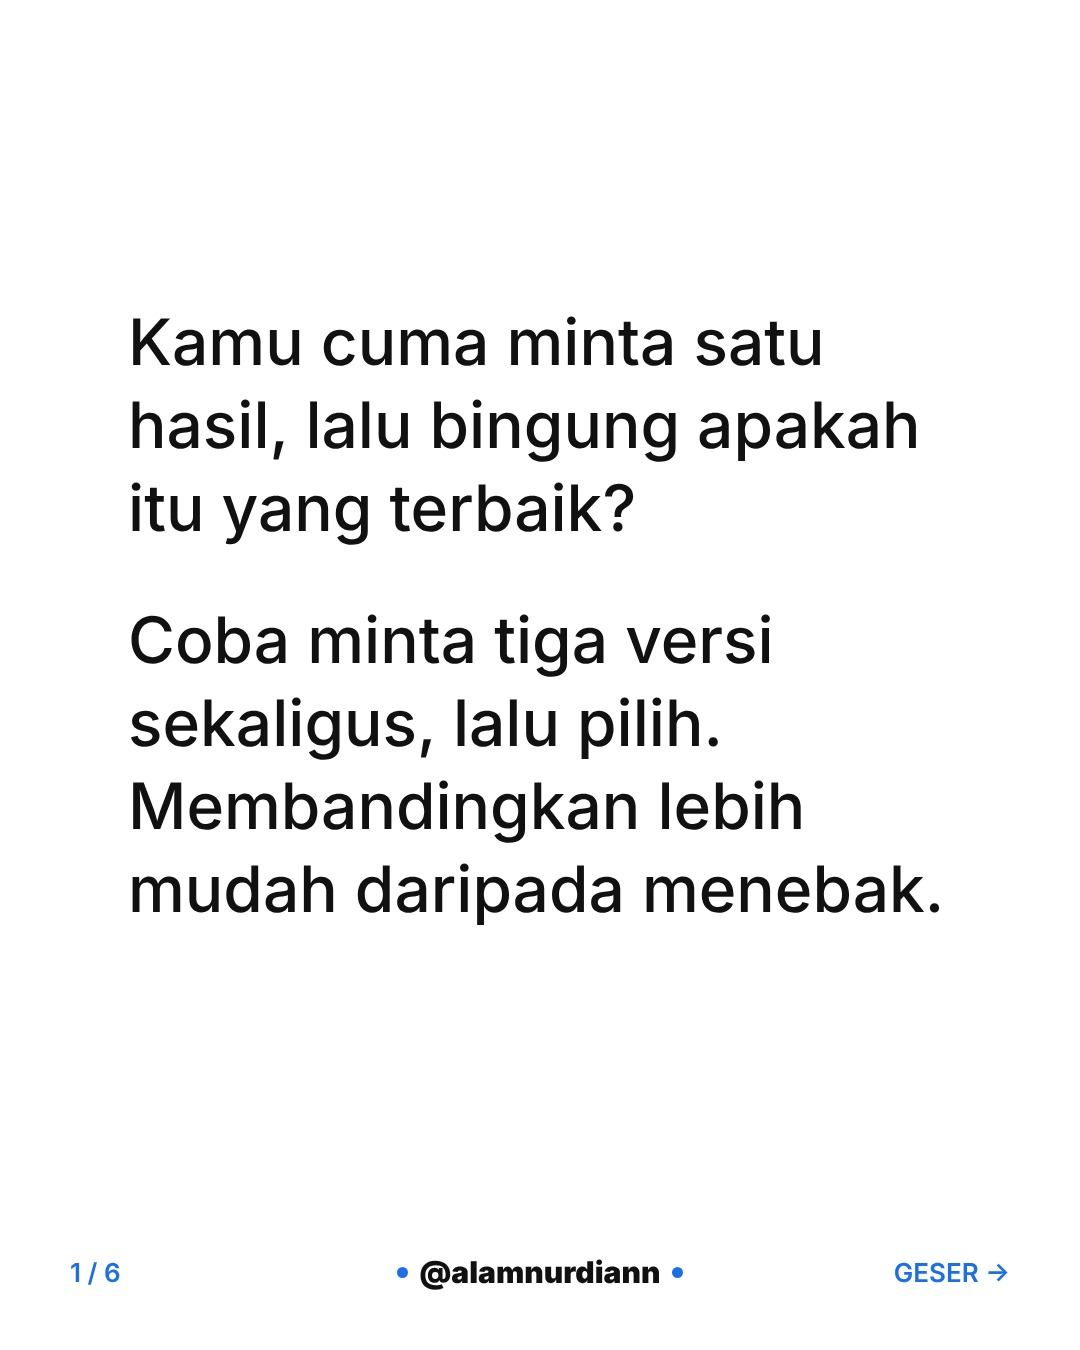 Kamu cuma minta satu
hasil, lalu bingung apakah
itu yang terbaik?
Coba minta tiga versi
sekaligus, lalu pilih.
Membandingkan lebih
mudah daripada menebak.
1 / 6
• @alamnurdiann •
GESER →